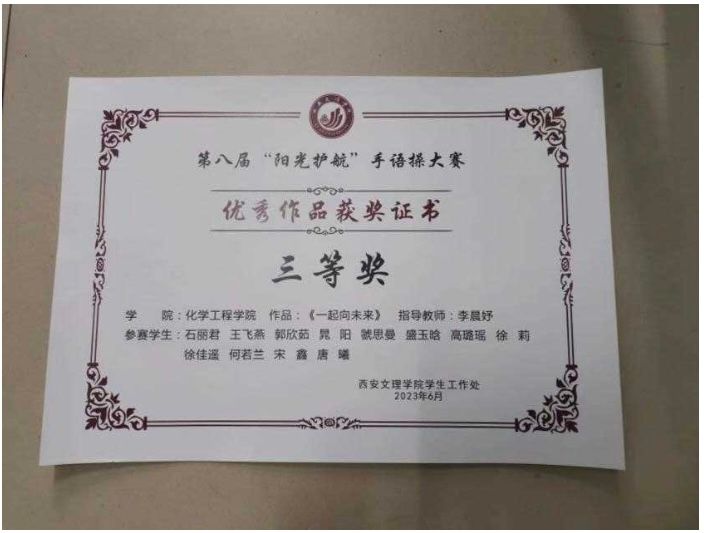 第八届“阳光护航”手语操大赛
优秀作品获奖证书
三等奖
学 院：化学工程学院 作品：《一起向未来》 指导教师：李晨妤
参赛学生：石丽君 王飞燕 郭欣茹 晁 阳 虢思曼 盛玉晗 高璐瑶 徐 莉
徐佳遥 何若兰 宋 鑫 唐 曦
西安文理学院学生工作处
2023年6月